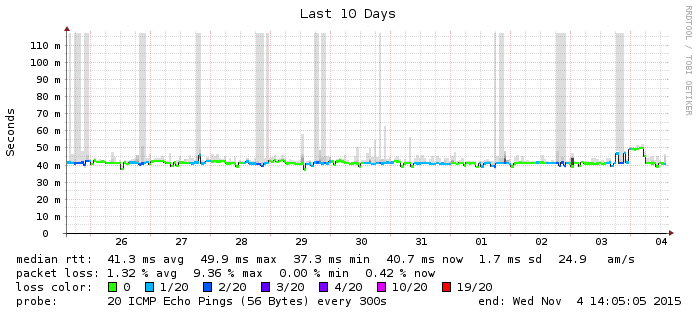 Last 10 Days
RRDTOOL / TOBI OETIKER
Seconds
110 m
100 m
90 m
80 m
70 m
60 m
50 m
40 m
30 m
20 m
10 m
0 m
26 27 28 29 30 31 01 02 03 04
median rtt: 41.3 ms avg 49.9 ms max 37.3 ms min 40.7 ms now 1.7 ms sd 24.9 am/s
packet loss: 1.32 % avg 9.36 % max 0.00 % min 0.42 % now
loss color: 0 1/20 2/20 3/20 4/20 10/20 19/20
probe: 20 ICMP Echo Pings (56 Bytes) every 300s end: Wed Nov 4 14:05:05 2015